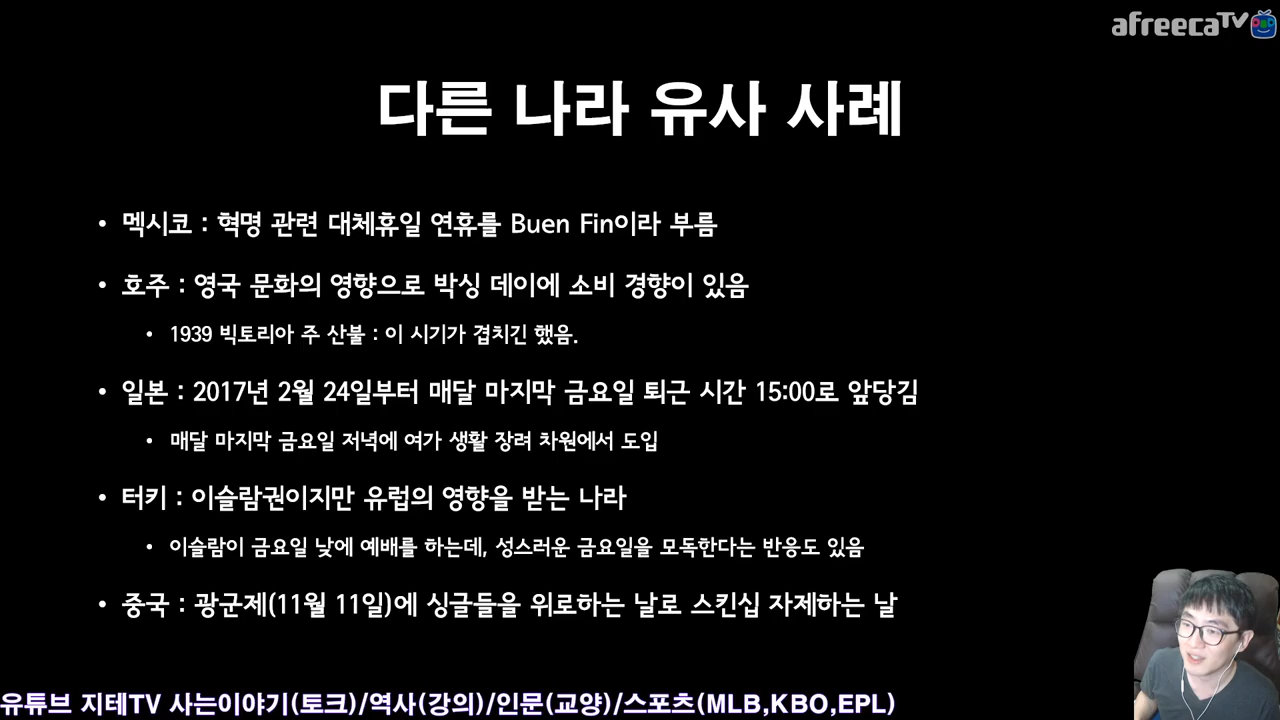 afreecaTV
다른 나라 유사 사례
• 멕시코 : 혁명 관련 대체휴일 연휴를 Buen Fin이라 부름
• 호주 : 영국 문화의 영향으로 박싱 데이에 소비 경향이 있음
• 1939 빅토리아 주 산불 : 이 시기가 겹치긴 했음.
• 일본 : 2017년 2월 24일부터 매달 마지막 금요일 퇴근 시간 15:00로 앞당김
• 매달 마지막 금요일 저녁에 여가 생활 장려 차원에서 도입
• 터키 : 이슬람권이지만 유럽의 영향을 받는 나라
• 이슬람이 금요일 낮에 예배를 하는데, 성스러운 금요일을 모독한다는 반응도 있음
• 중국 : 광군제(11월 11일)에 싱글들을 위로하는 날로 스킨십 자제하는 날
유튜브 지테TV 사는이야기(토크)/역사(강의)/인문(교양)/스포츠(MLB,KBO,EPL)